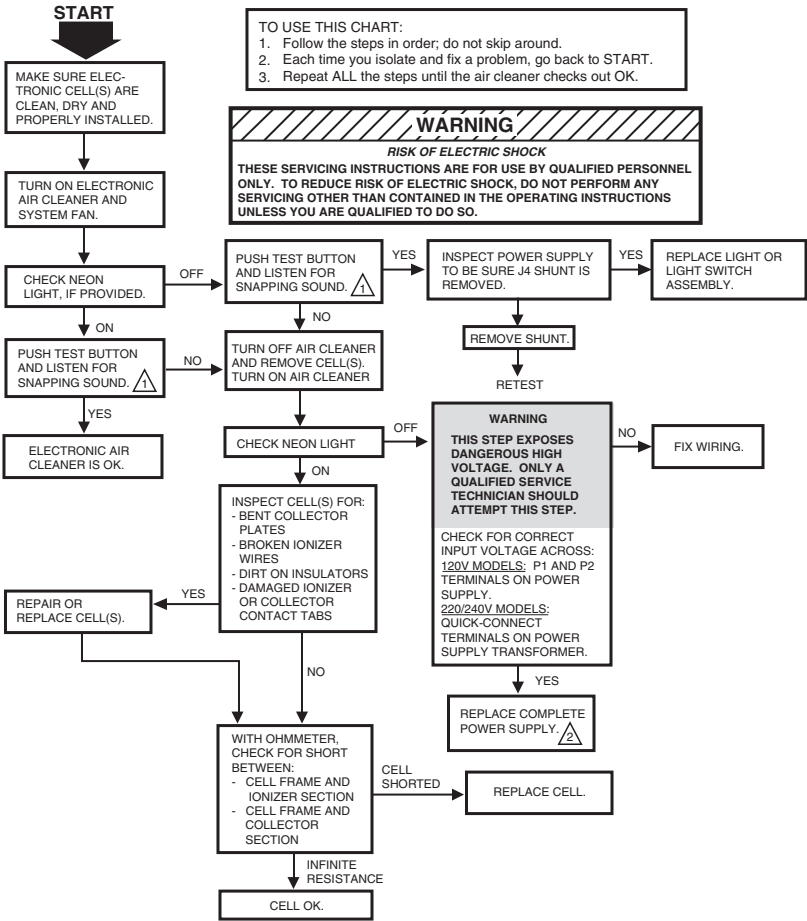 START
TO USE THIS CHART:
1. Follow the steps in order; do not skip around.
2. Each time you isolate and fix a problem, go back to START.
3. Repeat ALL the steps until the air cleaner checks out OK.
MAKE SURE ELEC-
TRONIC CELL(S) ARE
CLEAN, DRY AND
PROPERLY INSTALLED.
WARNING
RISK OF ELECTRIC SHOCK
THESE SERVICING INSTRUCTIONS ARE FOR USE BY QUALIFIED PERSONNEL
ONLY. TO REDUCE RISK OF ELECTRIC SHOCK, DO NOT PERFORM ANY
SERVICING OTHER THAN CONTAINED IN THE OPERATING INSTRUCTIONS
UNLESS YOU ARE QUALIFIED TO DO SO.
TURN ON ELECTRONIC
AIR CLEANER AND
SYSTEM FAN.
CHECK NEON
LIGHT, IF PROVIDED.
OFF
PUSH TEST BUTTON
AND LISTEN FOR
SNAPPING SOUND. 1
YES
INSPECT POWER SUPPLY
TO BE SURE J4 SHUNT IS
REMOVED.
YES
REPLACE LIGHT OR
LIGHT SWITCH
ASSEMBLY.
ON
NO
REMOVE SHUNT.
RETEST
PUSH TEST BUTTON
AND LISTEN FOR
SNAPPING SOUND. 1
NO
TURN OFF AIR CLEANER
AND REMOVE CELL(S).
TURN ON AIR CLEANER
YES
ELECTRONIC AIR
CLEANER IS OK.
CHECK NEON LIGHT
OFF
WARNING
THIS STEP EXPOSES
DANGEROUS HIGH
VOLTAGE. ONLY A
QUALIFIED SERVICE
TECHNICIAN SHOULD
ATTEMPT THIS STEP.
CHECK FOR CORRECT
INPUT VOLTAGE ACROSS:
120V MODELS: P1 AND P2
TERMINALS ON POWER
SUPPLY.
220/240V MODELS:
QUICK-CONNECT
TERMINALS ON POWER
SUPPLY TRANSFORMER.
NO
FIX WIRING.
ON
INSPECT CELL(S) FOR:
- BENT COLLECTOR
PLATES
- BROKEN IONIZER
WIRES
- DIRT ON INSULATORS
- DAMAGED IONIZER
OR COLLECTOR
CONTACT TABS
YES
REPAIR OR
REPLACE CELL(S).
NO
YES
REPLACE COMPLETE
POWER SUPPLY. 2
WITH OHMMETER,
CHECK FOR SHORT
BETWEEN:
- CELL FRAME AND
IONIZER SECTION
- CELL FRAME AND
COLLECTOR
SECTION
CELL
SHORTED
REPLACE CELL.
INFINITE
RESISTANCE
CELL OK.